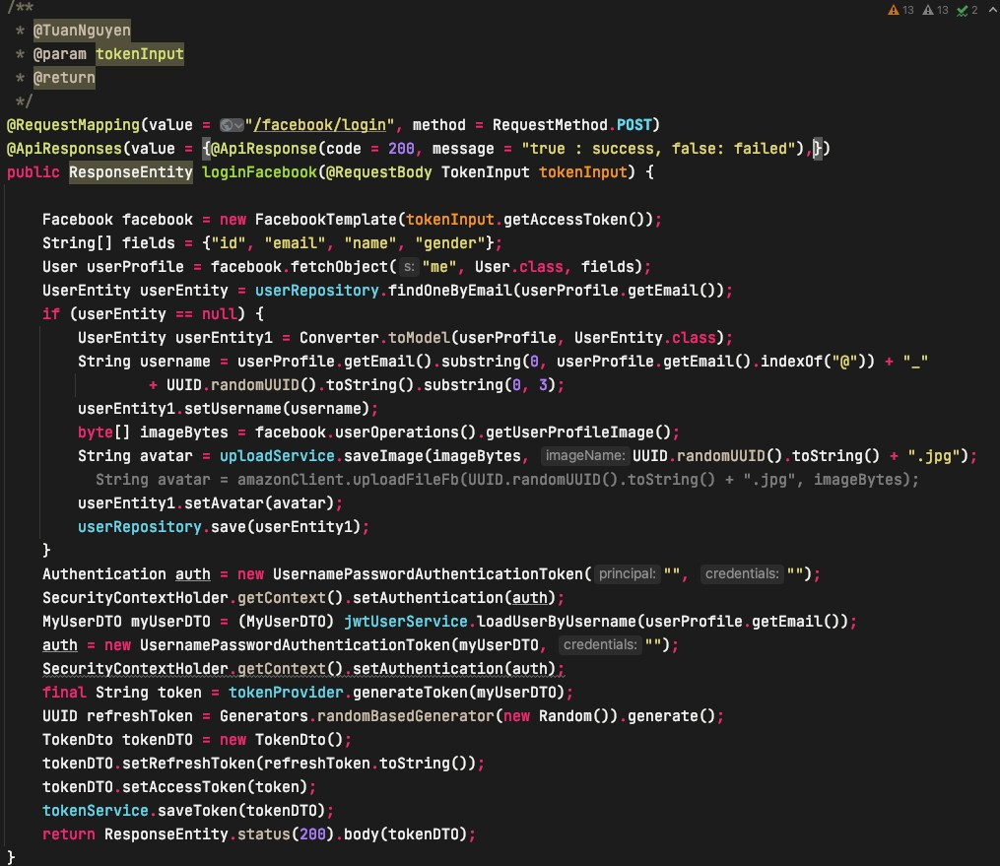 /**
 * @TuanNguyen
 * @param tokenInput
 * @return
 */
13 13 2
@RequestMapping(value = "/facebook/login", method = RequestMethod.POST)
@ApiResponses(value = {@ApiResponse(code = 200, message = "true : success, false: failed"),})
public ResponseEntity loginFacebook(@RequestBody TokenInput tokenInput) {
    Facebook facebook = new FacebookTemplate(tokenInput.getAccessToken());
    String[] fields = {"id", "email", "name", "gender"};
    User userProfile = facebook.fetchObject( s: "me", User.class, fields);
    UserEntity userEntity = userRepository.findOneByEmail(userProfile.getEmail());
    if (userEntity == null) {
        UserEntity userEntity1 = Converter.toModel(userProfile, UserEntity.class);
        String username = userProfile.getEmail().substring(0, userProfile.getEmail().indexOf("@")) + "_"
                + UUID.randomUUID().toString().substring(0, 3);
        userEntity1.setUsername(username);
        byte[] imageBytes = facebook.userOperations().getUserProfileImage();
        String avatar = uploadService.saveImage(imageBytes, imageName: UUID.randomUUID().toString() + ".jpg");
          String avatar = amazonClient.uploadFileFb(UUID.randomUUID().toString() + ".jpg", imageBytes);
        userEntity1.setAvatar(avatar);
        userRepository.save(userEntity1);
    }
    Authentication auth = new UsernamePasswordAuthenticationToken( principal: "", credentials: "");
    SecurityContextHolder.getContext().setAuthentication(auth);
    MyUserDTO myUserDTO = (MyUserDTO) jwtUserService.loadUserByUsername(userProfile.getEmail());
    auth = new UsernamePasswordAuthenticationToken(myUserDTO, credentials: "");
    SecurityContextHolder.getContext().setAuthentication(auth);
    final String token = tokenProvider.generateToken(myUserDTO);
    UUID refreshToken = Generators.randomBasedGenerator(new Random()).generate();
    TokenDto tokenDTO = new TokenDto();
    tokenDTO.setRefreshToken(refreshToken.toString());
    tokenDTO.setAccessToken(token);
    tokenService.saveToken(tokenDTO);
    return ResponseEntity.status(200).body(tokenDTO);
}